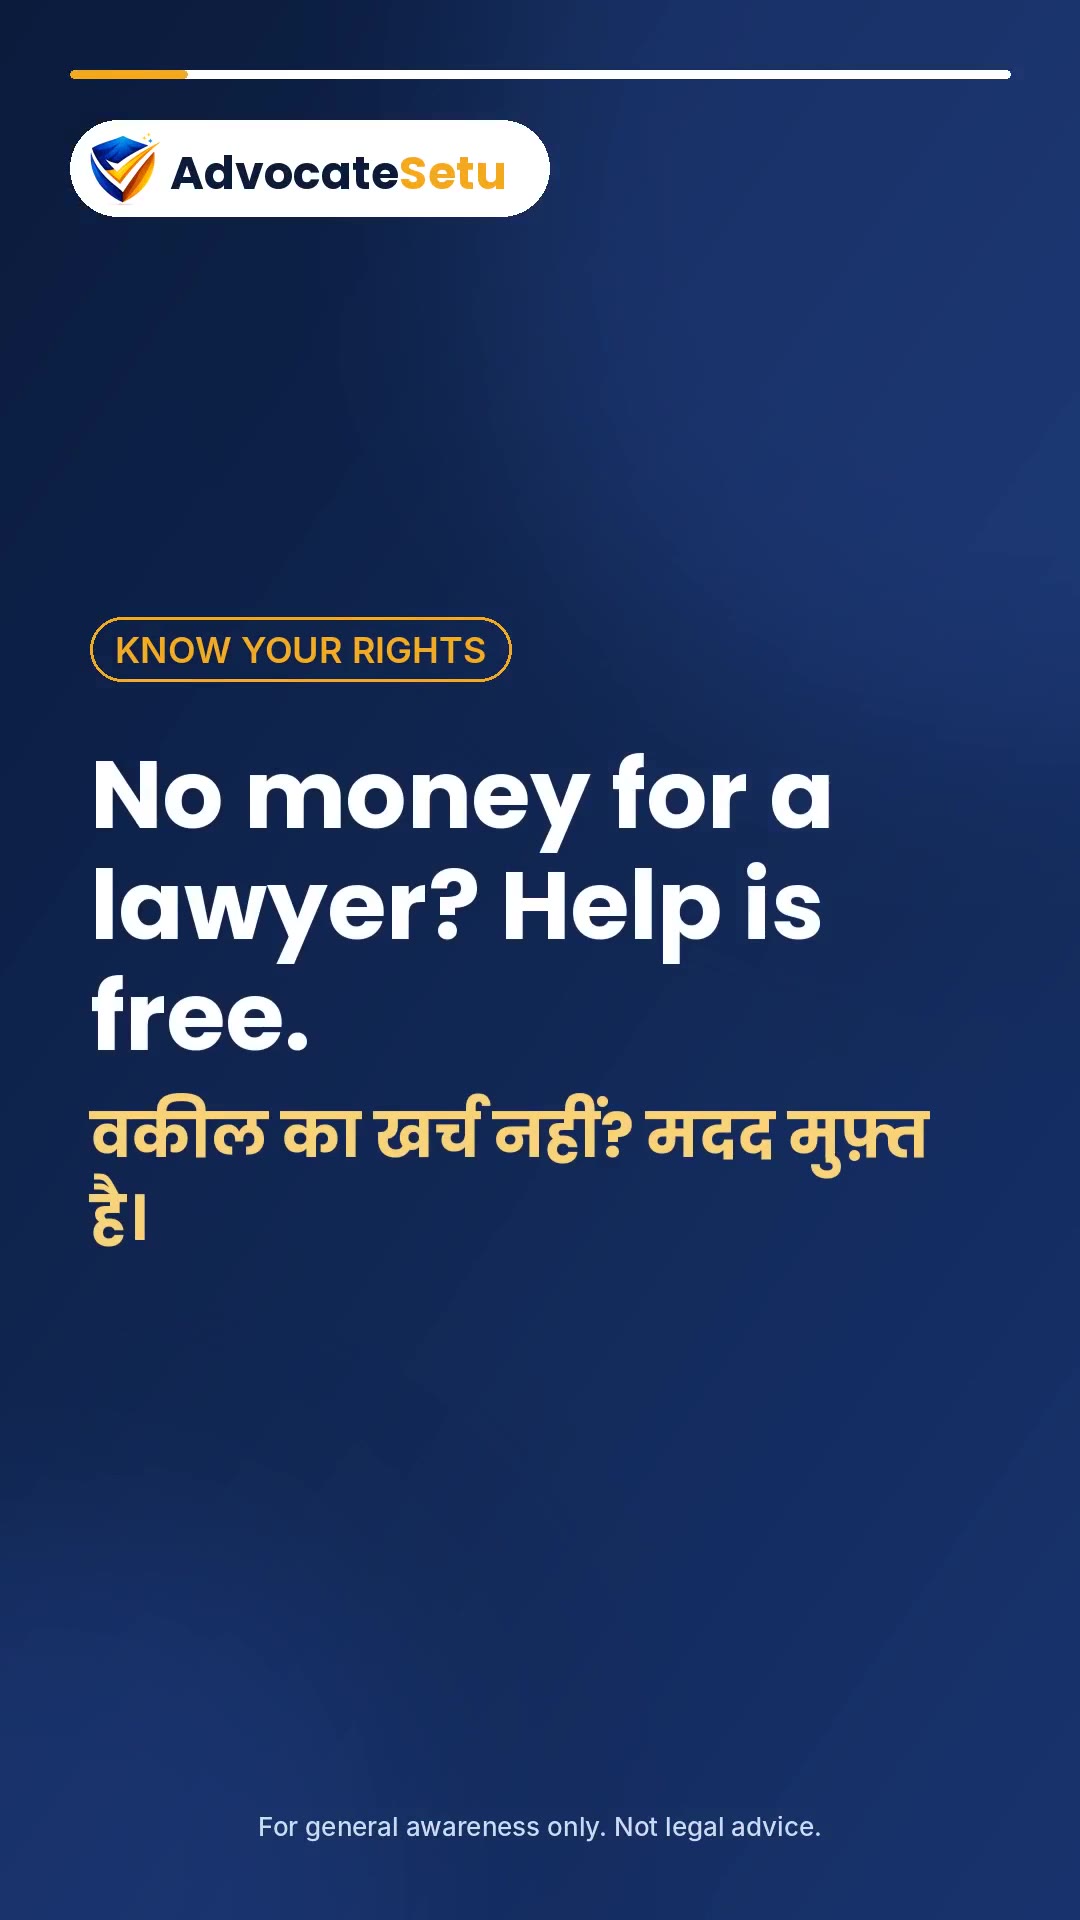 AdvocateSetu
KNOW YOUR RIGHTS
No money for a
lawyer? Help is
free.
वकील का खर्च नहीं? मदद मुफ़्त
है।
For general awareness only. Not legal advice.